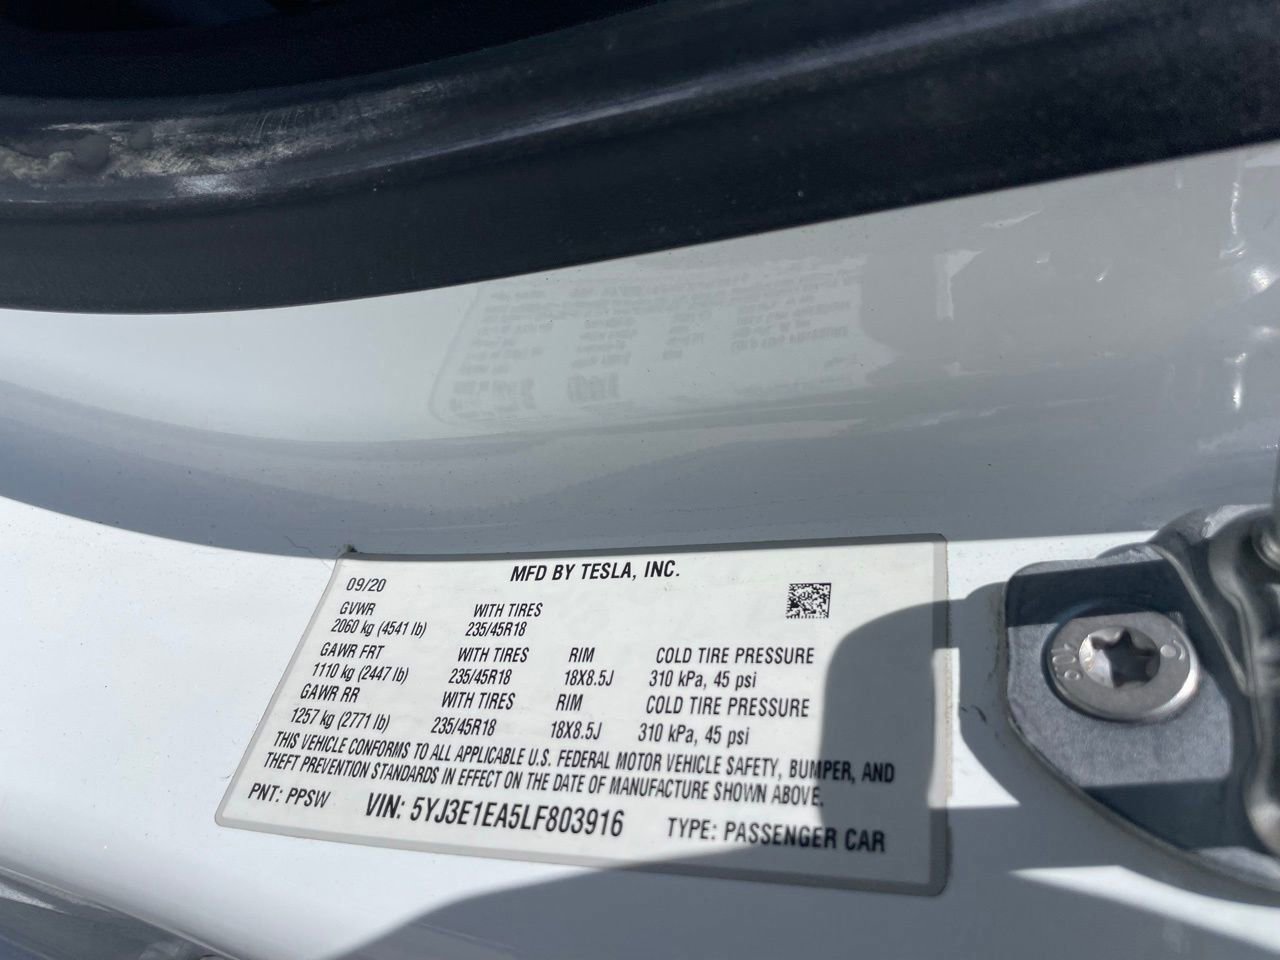 MFD BY TESLA, INC.
09/20
GVWR WITH TIRES
2060 kg (4541 lb) 235/45R18
GAWR FRT WITH TIRES RIM COLD TIRE PRESSURE
1110 kg (2447 lb) 235/45R18 18X8.5J 310 kPa, 45 psi
GAWR RR WITH TIRES RIM COLD TIRE PRESSURE
1257 kg (2771 lb) 235/45R18 18X8.5J 310 kPa, 45 psi
THIS VEHICLE CONFORMS TO ALL APPLICABLE U.S. FEDERAL MOTOR VEHICLE SAFETY, BUMPER, AND
THEFT PREVENTION STANDARDS IN EFFECT ON THE DATE OF MANUFACTURE SHOWN ABOVE.
PNT: PPSW VIN: 5YJ3E1EA5LF803916 TYPE: PASSENGER CAR